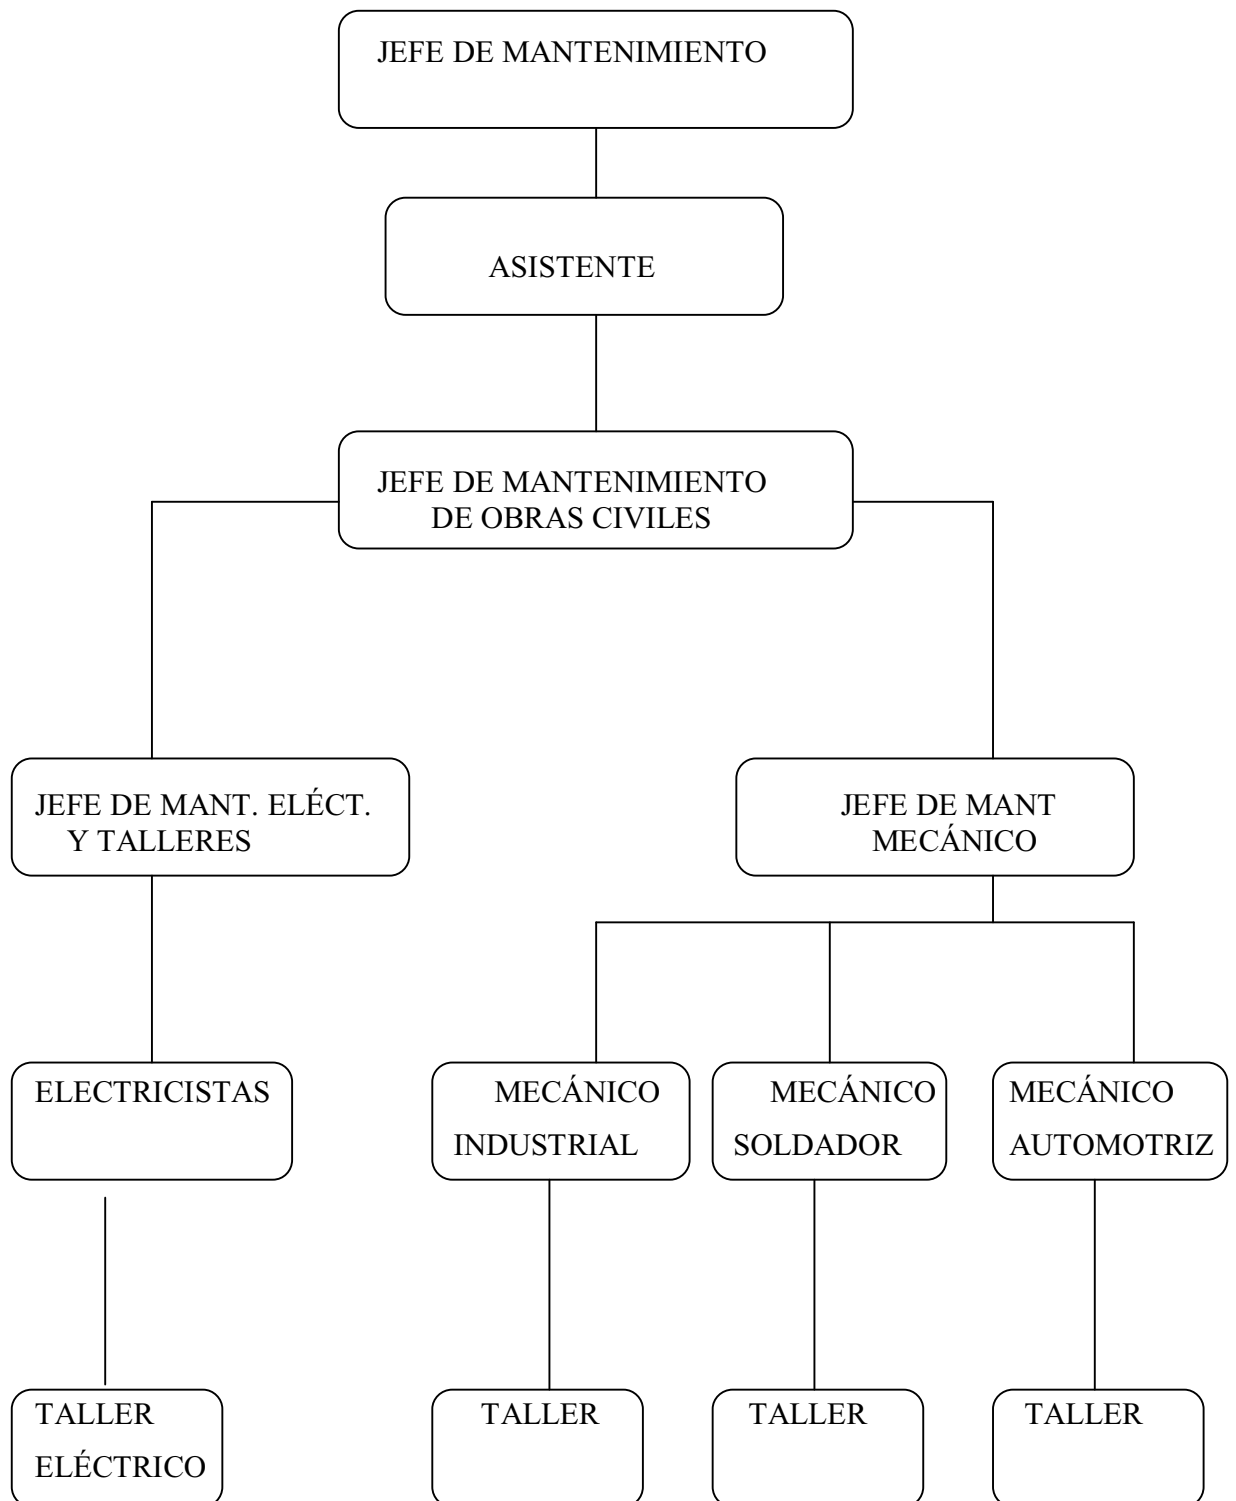 JEFE DE MANTENIMIENTO
ASISTENTE
JEFE DE MANTENIMIENTO
DE OBRAS CIVILES
JEFE DE MANT. ELÉCT.
Y TALLERES
JEFE DE MANT
MECÁNICO
ELECTRICISTAS
MECÁNICO
INDUSTRIAL
MECÁNICO
SOLDADOR
MECÁNICO
AUTOMOTRIZ
TALLER
ELÉCTRICO
TALLER
TALLER
TALLER